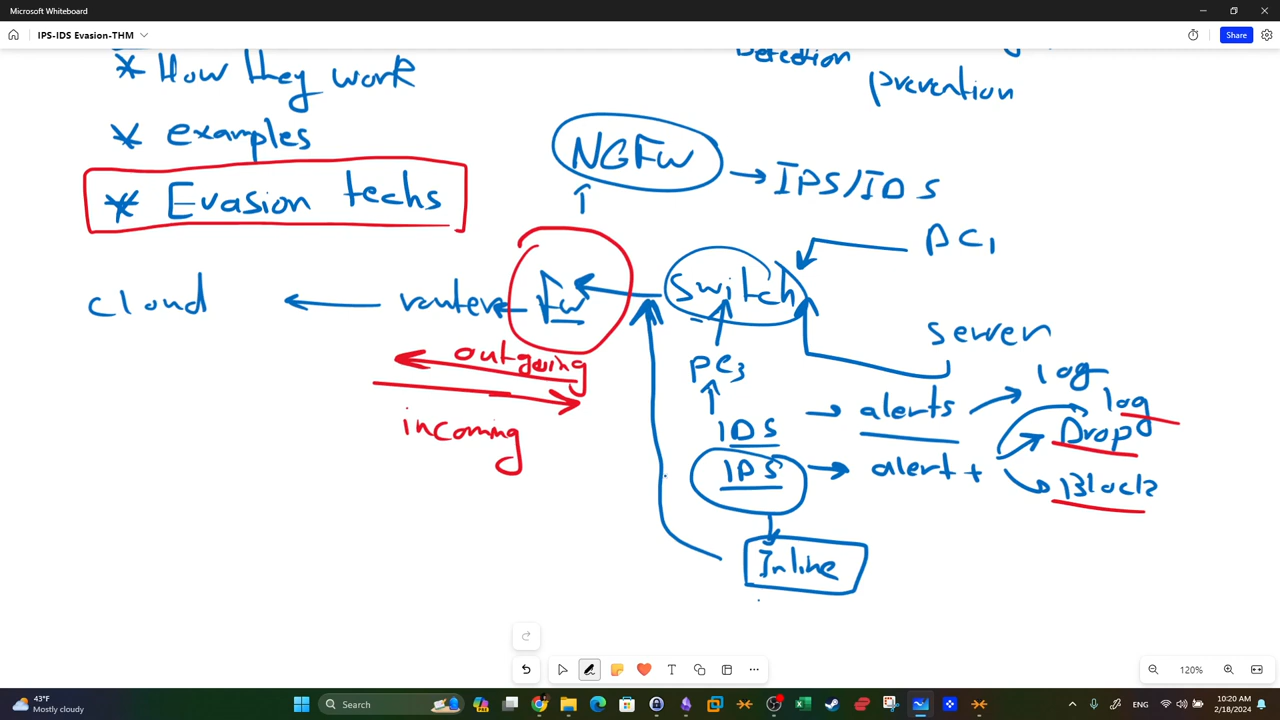 Microsoft Whiteboard
IPS-IDS Evasion-THM
Share
* How they work
Detection
prevention
* examples
NGFW
IPS/IDS
* Evasion techs
PC1
cloud
router
FW
Switch
server
outgoing
incoming
PC3
log
IDS
alerts
log
Drop
IPS
alert +
Block
Inline
120%
43°F
Mostly cloudy
Search
ENG
10:20 AM
2/18/2024